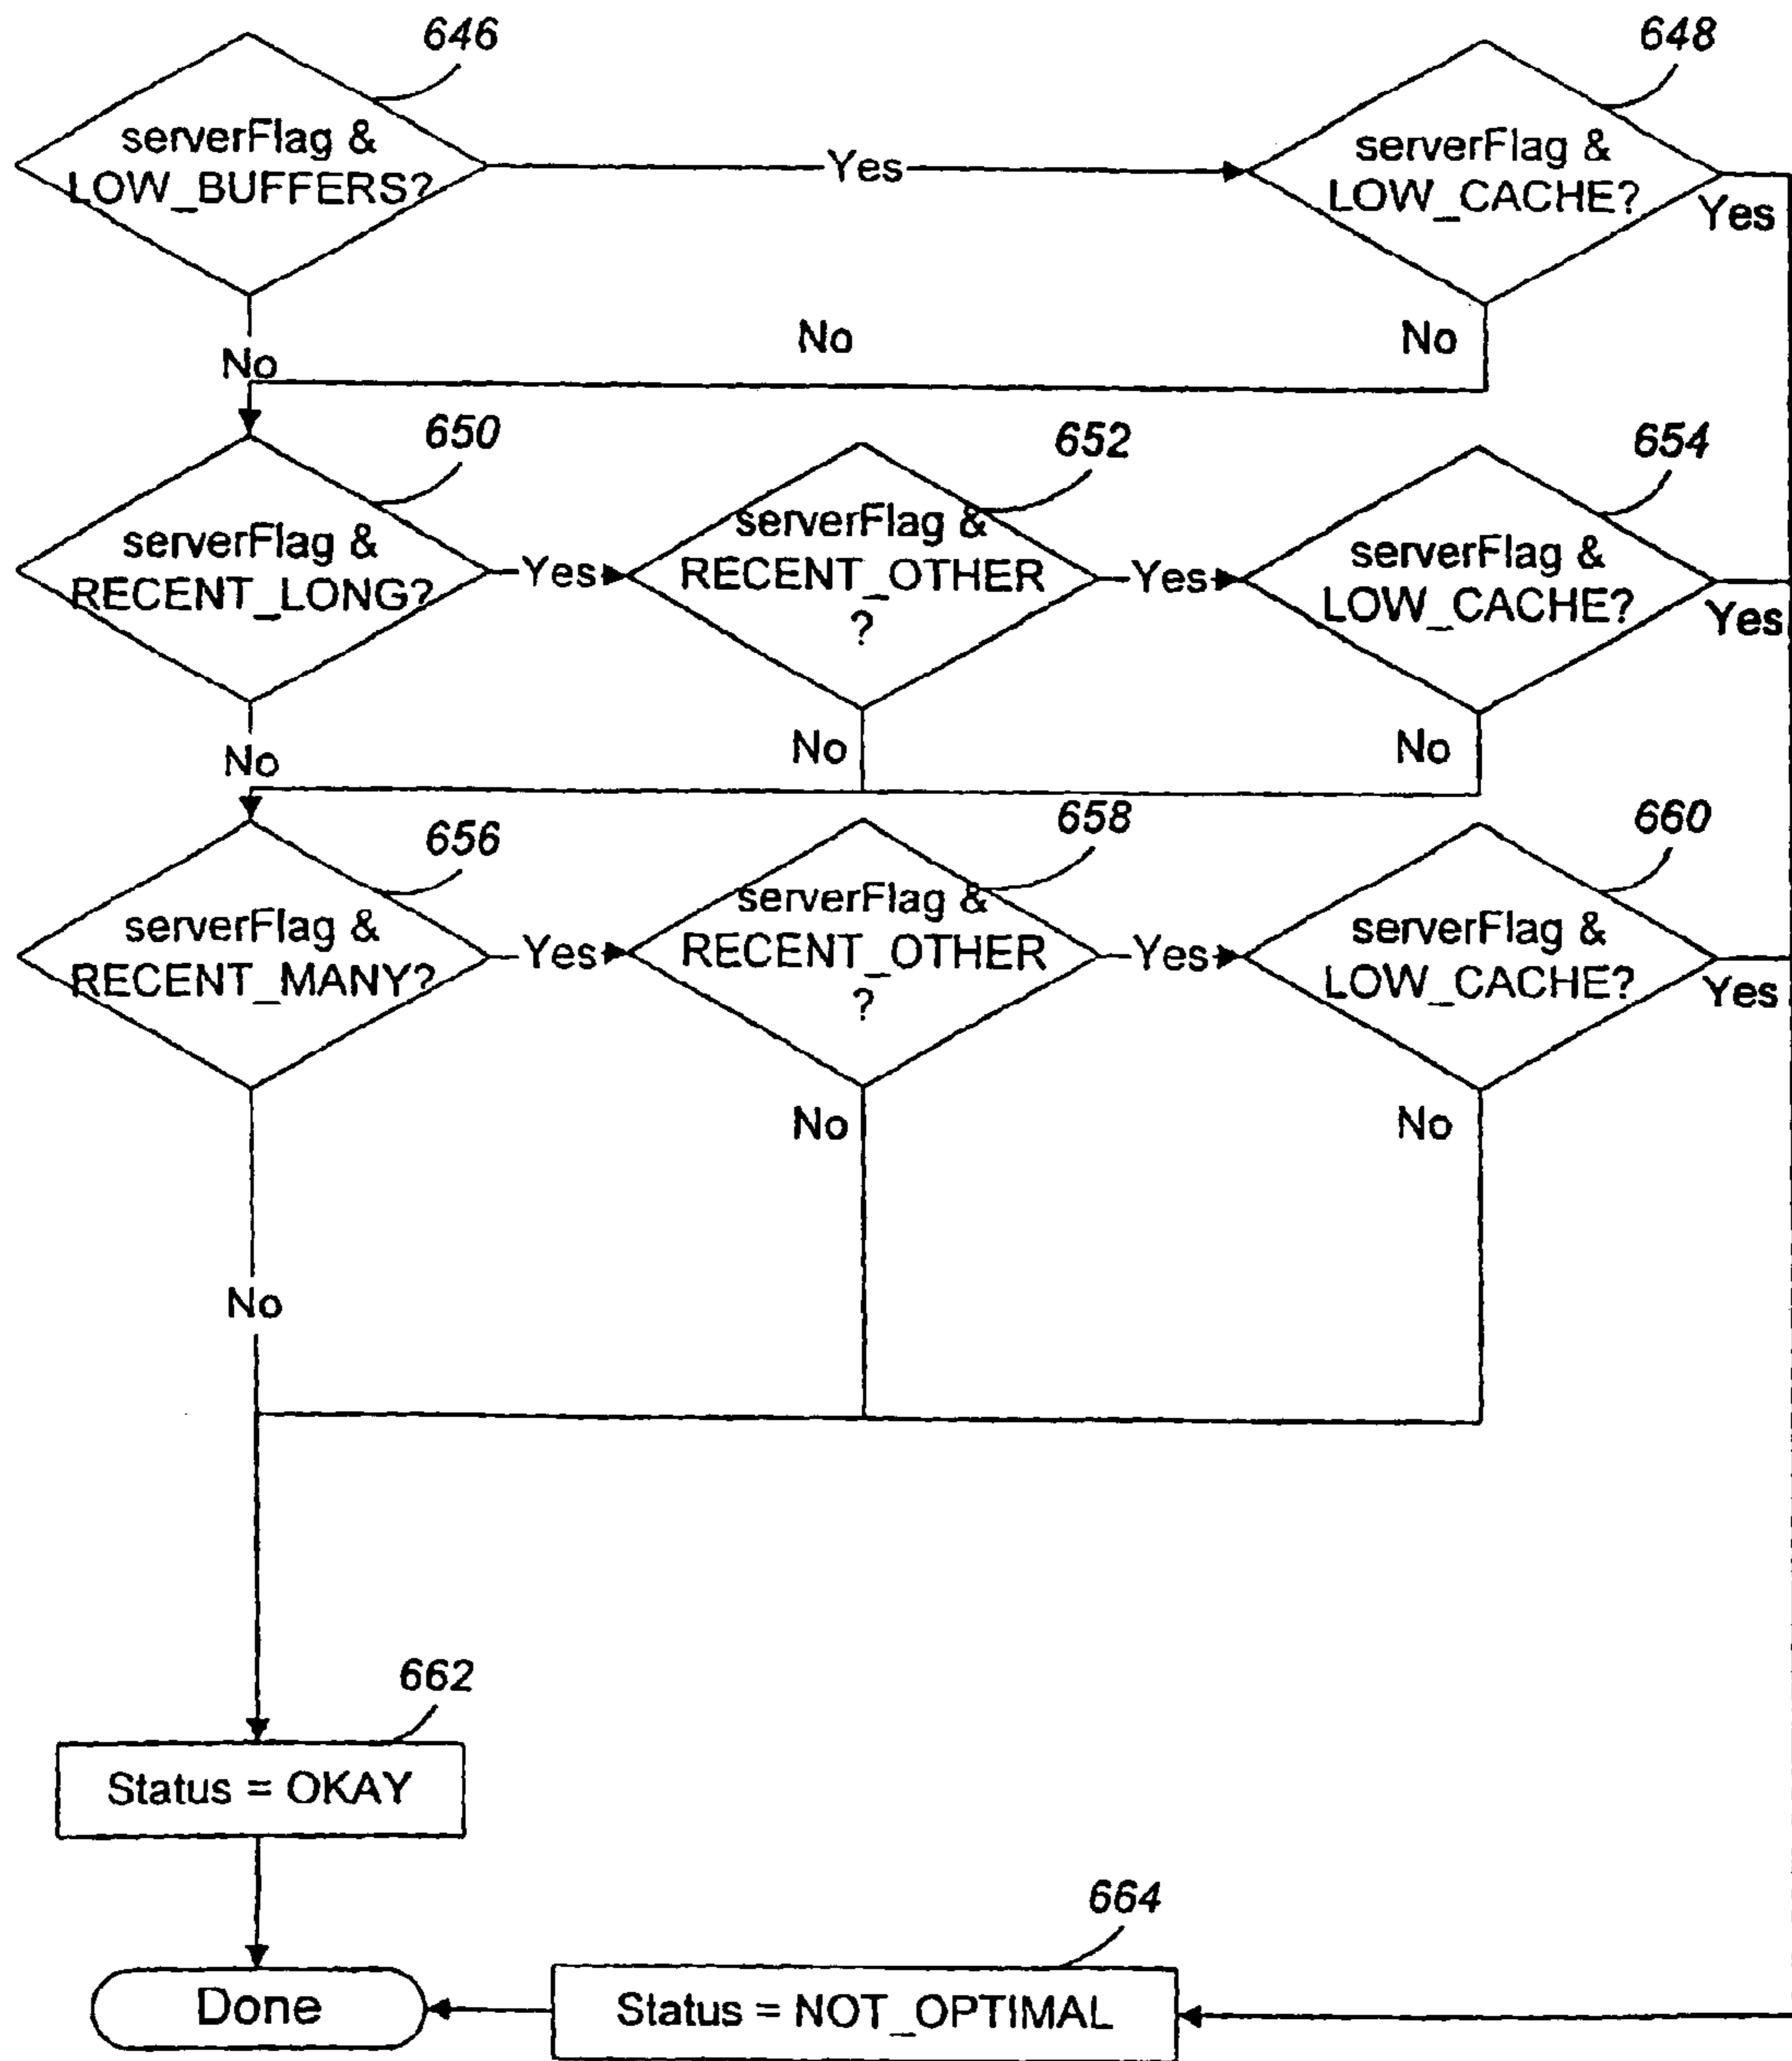 646
648
serverFlag &
LOW_BUFFERS?
Yes
serverFlag &
LOW_CACHE?
Yes
No
No
No
650
652
654
serverFlag &
RECENT_LONG?
Yes
serverFlag &
RECENT_OTHER
?
Yes
serverFlag &
LOW_CACHE?
Yes
No
No
No
656
658
660
serverFlag &
RECENT_MANY?
Yes
serverFlag &
RECENT_OTHER
?
Yes
serverFlag &
LOW_CACHE?
Yes
No
No
No
662
Status = OKAY
664
Done
Status = NOT_OPTIMAL